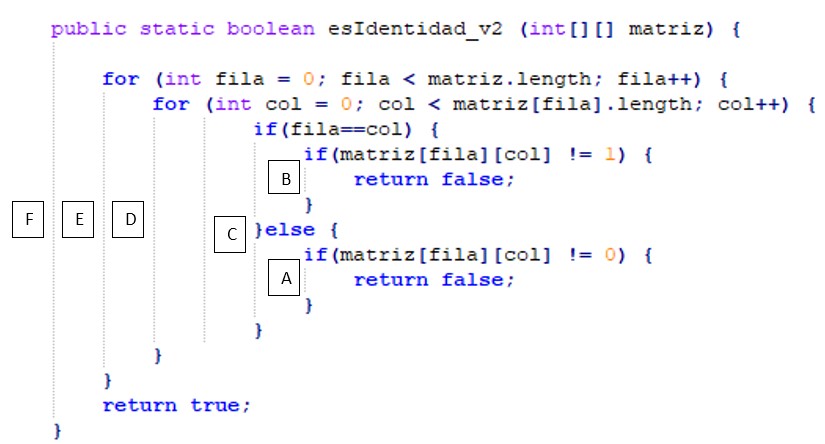 public static boolean esIdentidad_v2 (int[][] matriz) {
for (int fila = 0; fila < matriz.length; fila++) {
for (int col = 0; col < matriz[fila].length; col++) {
if(fila==col) {
if(matriz[fila][col] != 1) {
B return false;
}
F E D C }else {
if(matriz[fila][col] != 0) {
A return false;
}
}
}
}
return true;
}